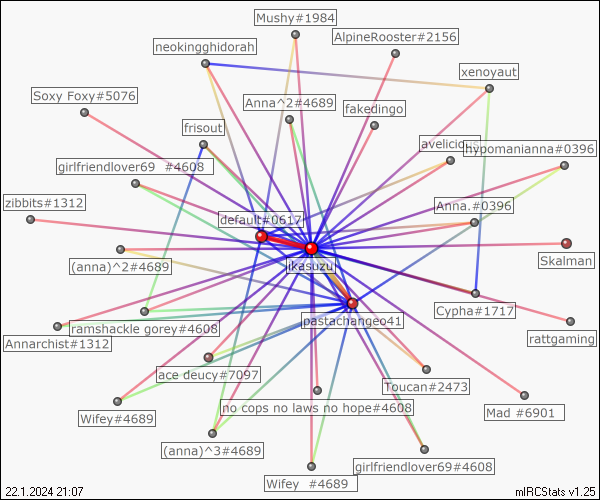 Mushy#1984
AlpineRooster#2156
neokingghidorah
xenoyaut
Soxy Foxy#5076
Anna^2#4689
fakedingo
frisout
avelicior
hypomanianna#0396
girlfriendlover69 #4608
zibbits#1312
default#0617
Anna.#0396
Skalman
(anna)^2#4689
jkasuzu
Cypha#1717
ramshackle gorey#4608
pastachangeo41
Annarchist#1312
rattgaming
ace deucy#7097
Toucan#2473
no cops no laws no hope#4608
Mad #6901
Wifey#4689
(anna)^3#4689
girlfriendlover69#4608
Wifey #4689
22.1.2024 21:07
mIRCStats v1.25